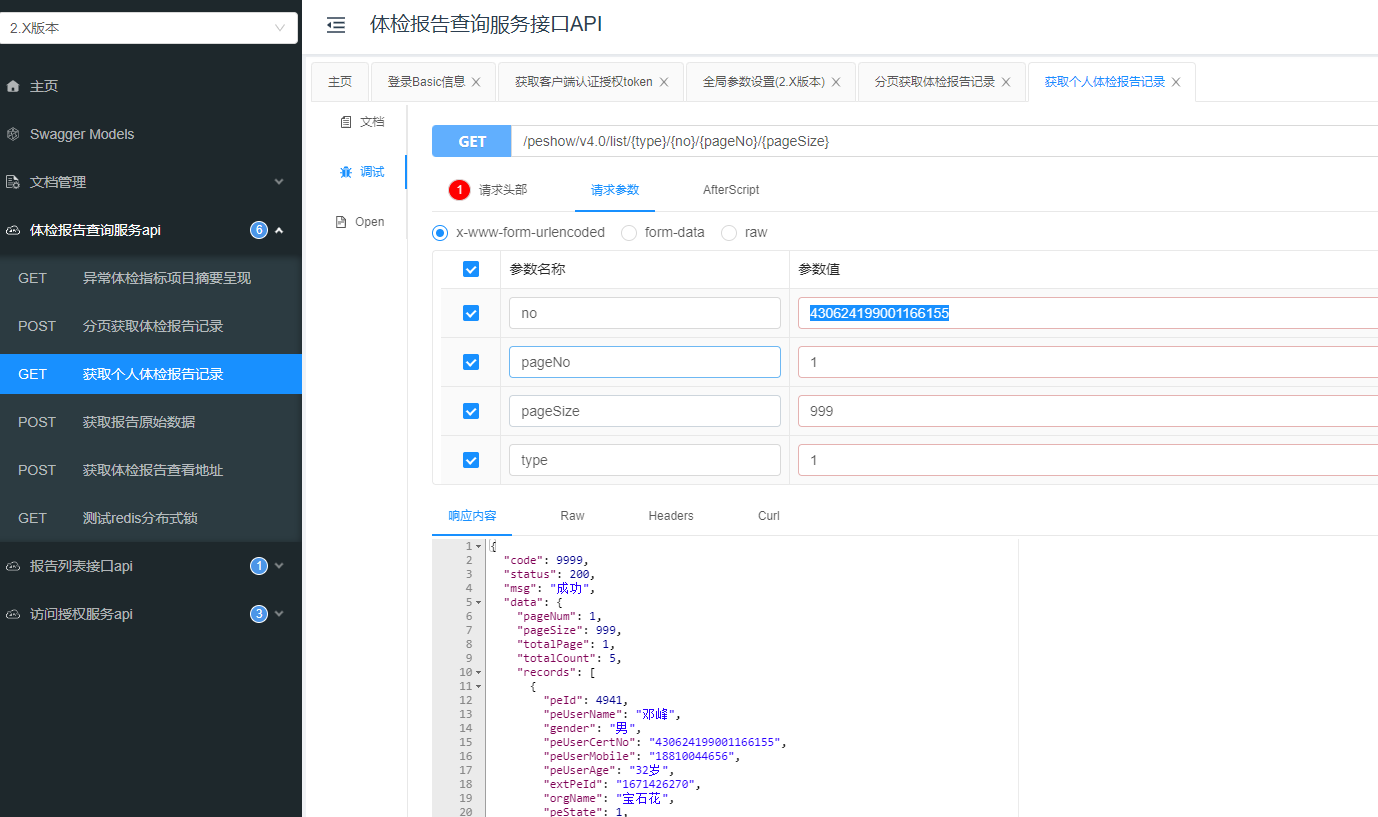 2.X版本
主页
Swagger Models
文档管理
体检报告查询服务api 6
GET 异常体检指标项目摘要呈现
POST 分页获取体检报告记录
GET 获取个人体检报告记录
POST 获取报告原始数据
POST 获取体检报告查看地址
GET 测试redis分布式锁
报告列表接口api 1
访问授权服务api 3
体检报告查询服务接口API
主页 登录Basic信息 获取客户端认证授权token 全局参数设置(2.X版本) 分页获取体检报告记录 获取个人体检报告记录
文档
调试
Open
GET /peshow/v4.0/list/{type}/{no}/{pageNo}/{pageSize}
1 请求头部 请求参数 AfterScript
x-www-form-urlencoded form-data raw
参数名称 参数值
no 430624199001166155
pageNo 1
pageSize 999
type 1
响应内容 Raw Headers Curl
1 {
2 "code": 9999,
3 "status": 200,
4 "msg": "成功",
5 "data": {
6 "pageNum": 1,
7 "pageSize": 999,
8 "totalPage": 1,
9 "totalCount": 5,
10 "records": [
11 {
12 "peId": 4941,
13 "peUserName": "邓峰",
14 "gender": "男",
15 "peUserCertNo": "430624199001166155",
16 "peUserMobile": "18810044656",
17 "peUserAge": "32岁",
18 "extPeId": "1671426270",
19 "orgName": "宝石花",
20 "peState": 1,